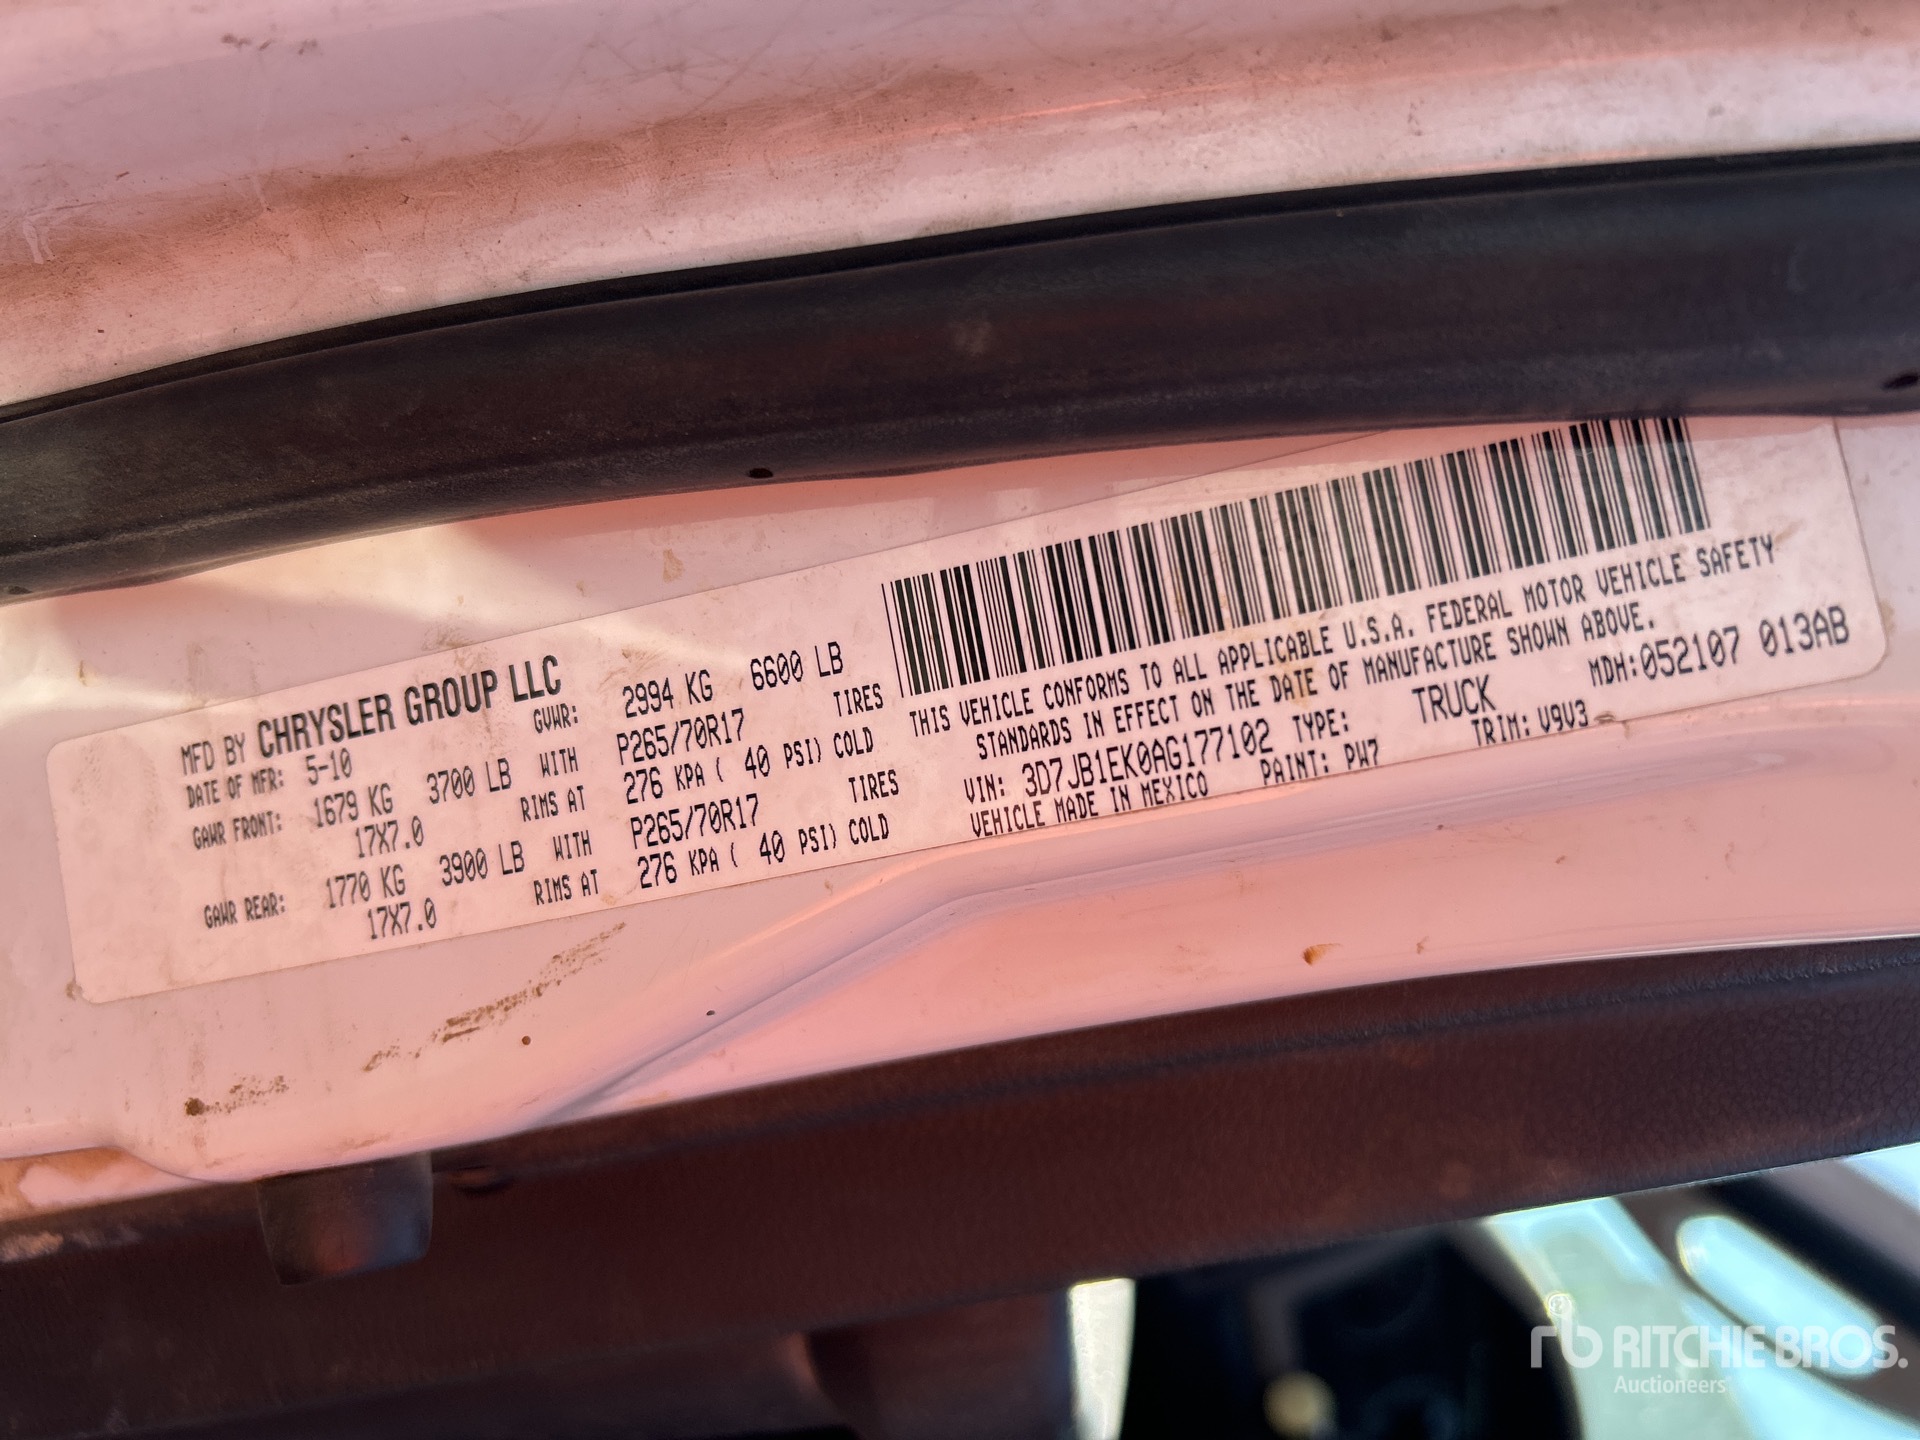 MFD BY CHRYSLER GROUP LLC
DATE OF MFR: 5-10 GVWR: 2994 KG 6600 LB
GAWR FRONT: 1679 KG 3700 LB WITH P265/70R17 TIRES
17X7.0 RIMS AT 276 KPA ( 40 PSI) COLD
GAWR REAR: 1770 KG 3900 LB WITH P265/70R17 TIRES
17X7.0 RIMS AT 276 KPA ( 40 PSI) COLD
THIS VEHICLE CONFORMS TO ALL APPLICABLE U.S.A. FEDERAL MOTOR VEHICLE SAFETY
STANDARDS IN EFFECT ON THE DATE OF MANUFACTURE SHOWN ABOVE.
MDH:052107 013AB
VIN: 3D7JB1EK0AG177102 TYPE: TRUCK
VEHICLE MADE IN MEXICO PAINT: PW7 TRIM: V9V3
rb RITCHIE BROS.
Auctioneers